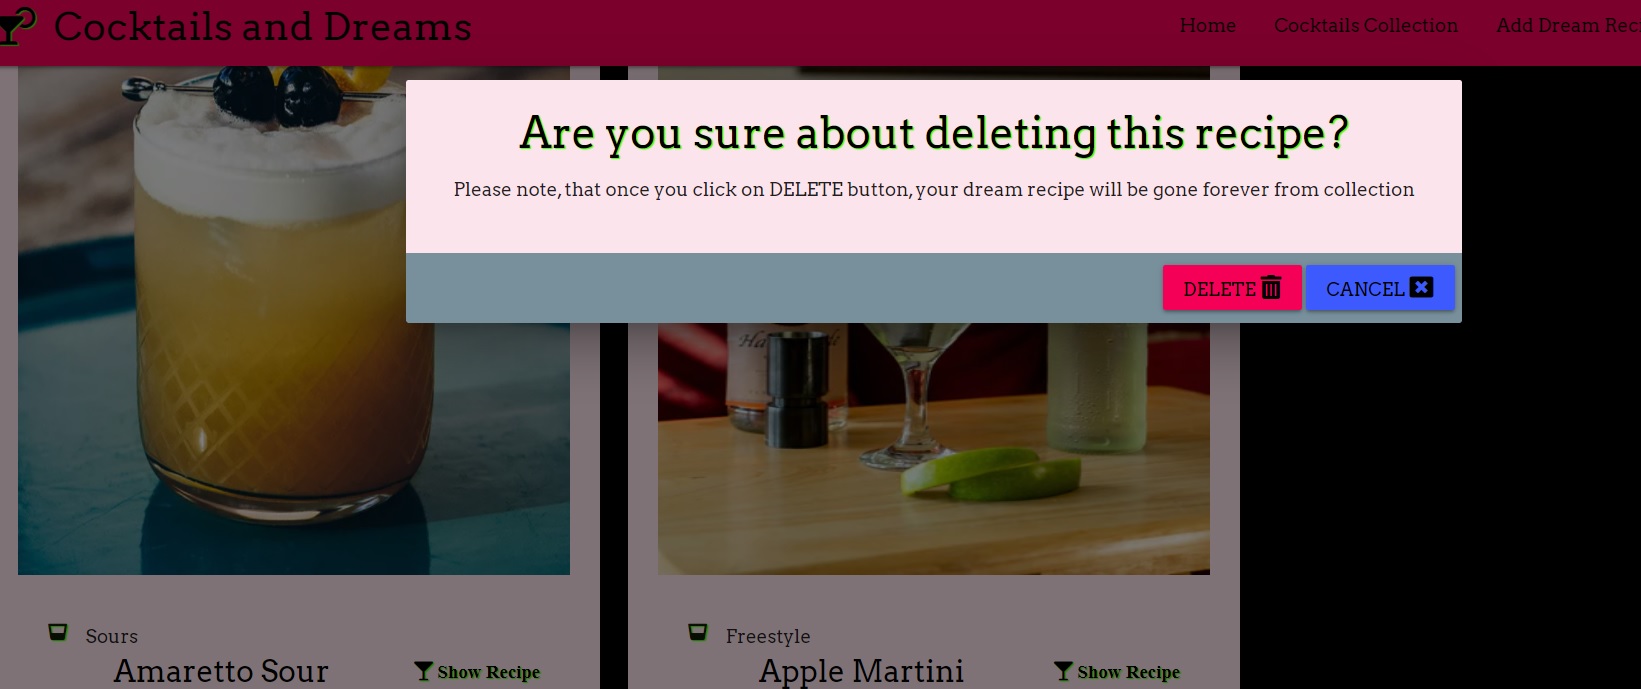 Cocktails and Dreams
Home Cocktails Collection Add Dream
Are you sure about deleting this recipe?
Please note, that once you click on DELETE button, your dream recipe will be gone forever from collection
DELETE CANCEL
Sours
Amaretto Sour Show Recipe
Freestyle
Apple Martini Show Recipe